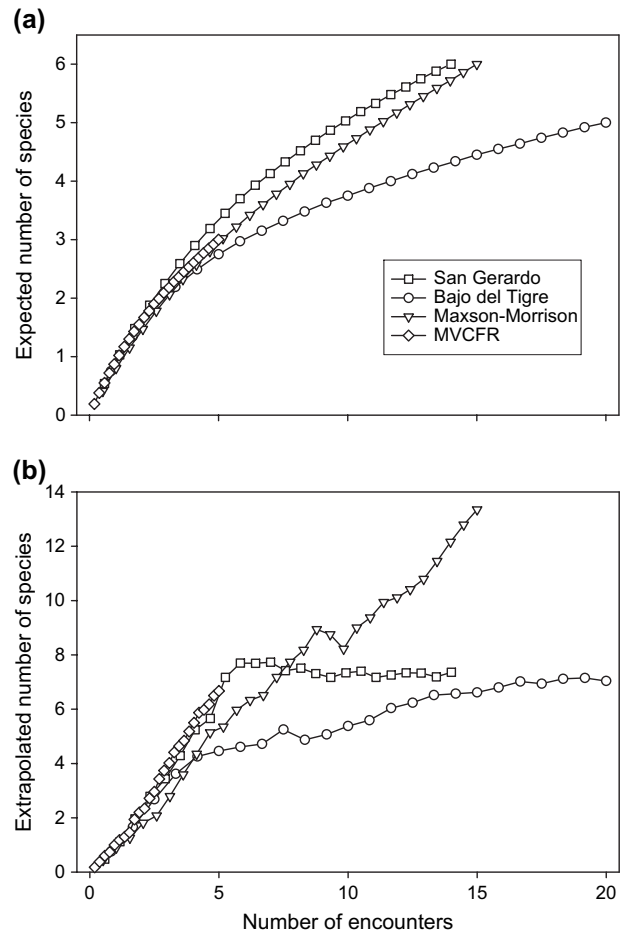 (a)
6
5
4
3
2
1
0
Expected number of species
San Gerardo
Bajo del Tigre
Maxson-Morrison
MVCFR
(b)
14
12
10
8
6
4
2
0
Extrapolated number of species
0 5 10 15 20
Number of encounters